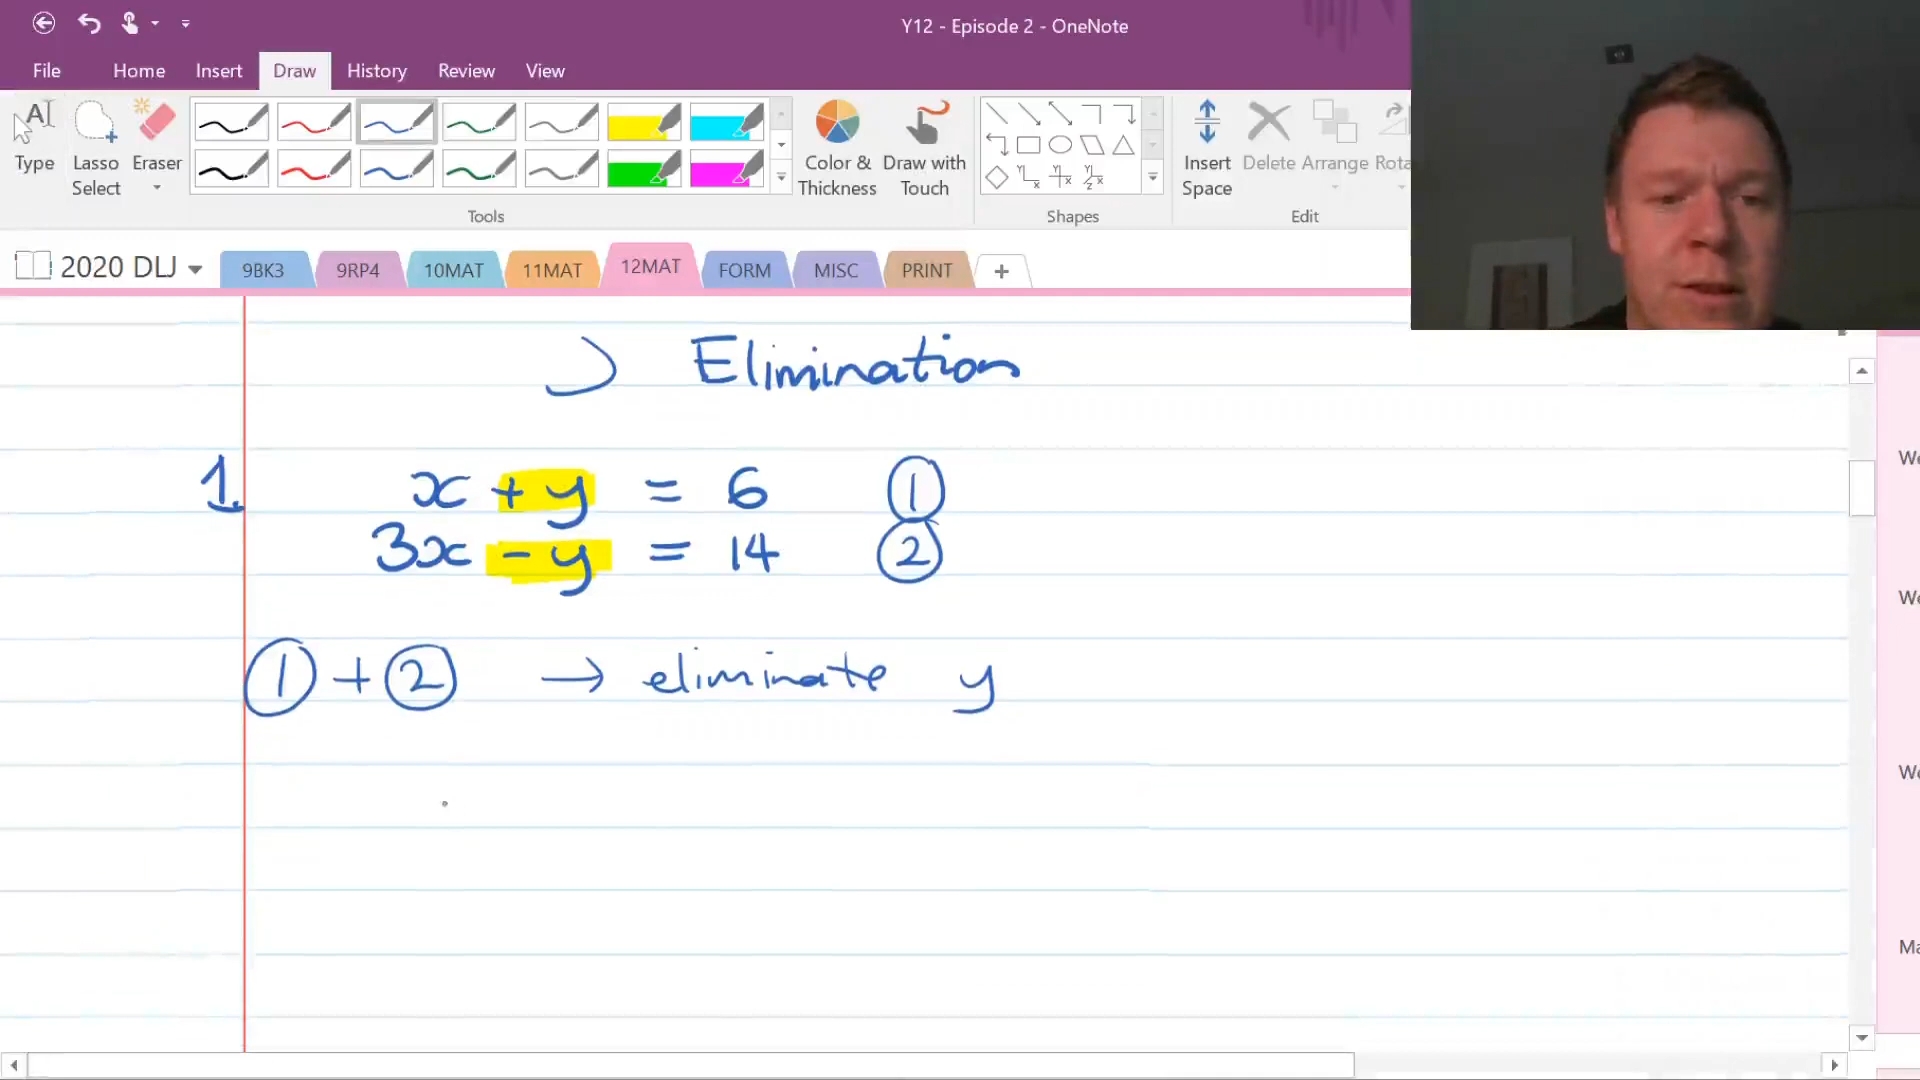 Y12 - Episode 2 - OneNote
File Home Insert Draw History Review View
Type
Lasso Select
Eraser
Color & Thickness
Draw with Touch
Insert Space
Delete
Arrange
Tools
Shapes
Edit
2020 DLJ 9BK3 9RP4 10MAT 11MAT 12MAT FORM MISC PRINT +
Elimination
1. x + y = 6 ①
3x - y = 14 ②
① + ② → eliminate y